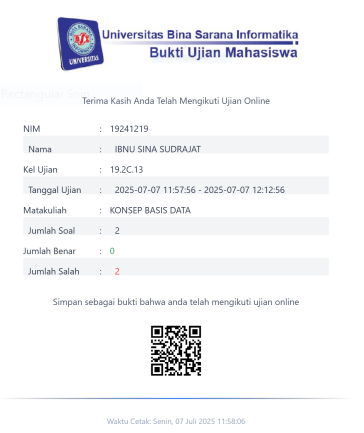 Universitas Bina Sarana Informatika
Bukti Ujian Mahasiswa
UNIVERSITAS
Rectangular Snip
Terima Kasih Anda Telah Mengikuti Ujian Online
NIM : 19241219
Nama : IBNU SINA SUDRAJAT
Kel Ujian : 19.2C.13
Tanggal Ujian : 2025-07-07 11:57:56 - 2025-07-07 12:12:56
Matakuliah : KONSEP BASIS DATA
Jumlah Soal : 2
Jumlah Benar : 0
Jumlah Salah : 2
Simpan sebagai bukti bahwa anda telah mengikuti ujian online
Waktu Cetak: Senin, 07 Juli 2025 11:58:06